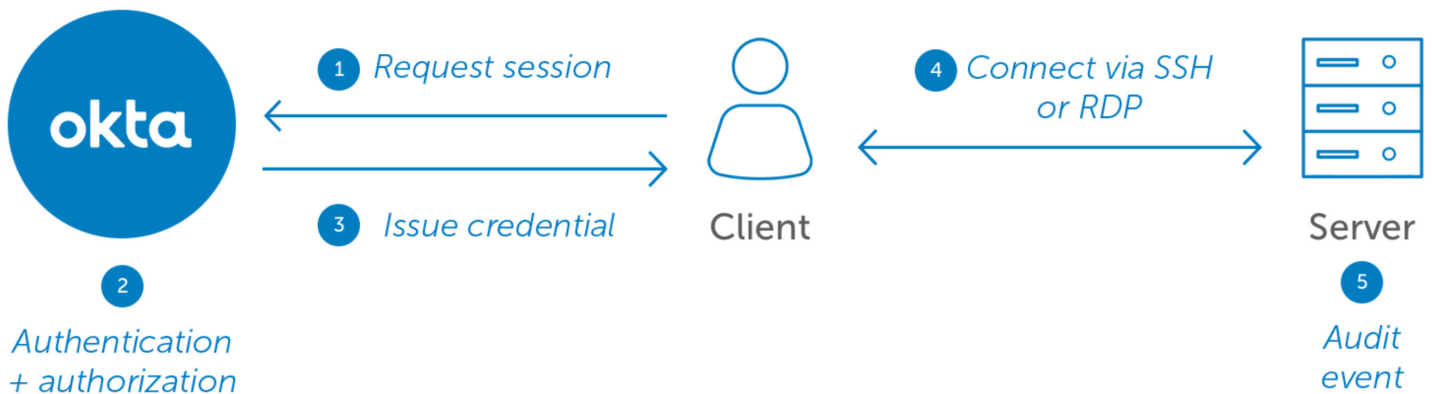 okta
1 Request session
3 Issue credential
2
Authentication
+ authorization
Client
4 Connect via SSH
or RDP
Server
5
Audit
event